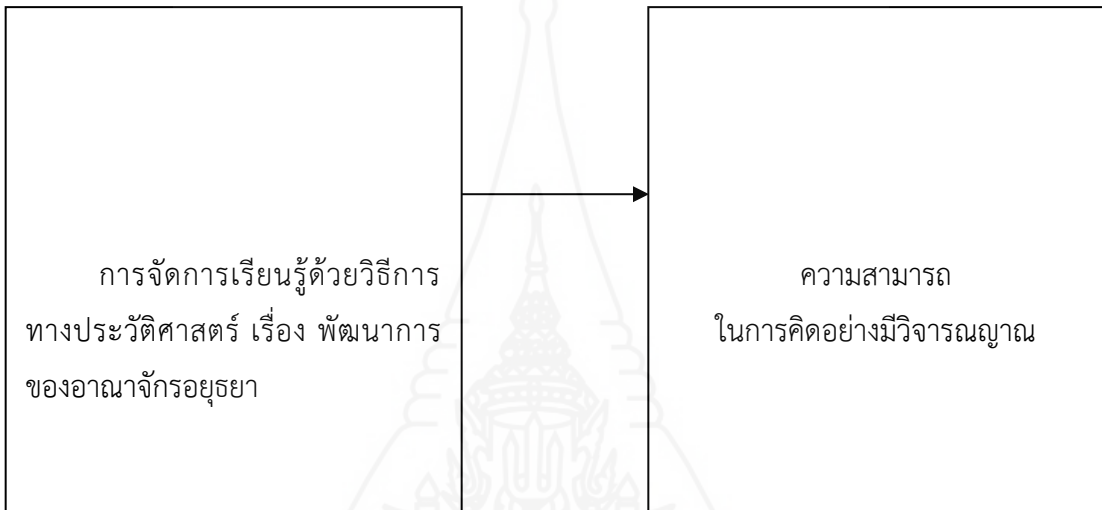 การจัดการเรียนรู้ด้วยวิธีการ
ทางประวัติศาสตร์ เรื่อง พัฒนาการ
ของอาณาจักรอยุธยา
ความสามารถ
ในการคิดอย่างมีวิจารณญาณ